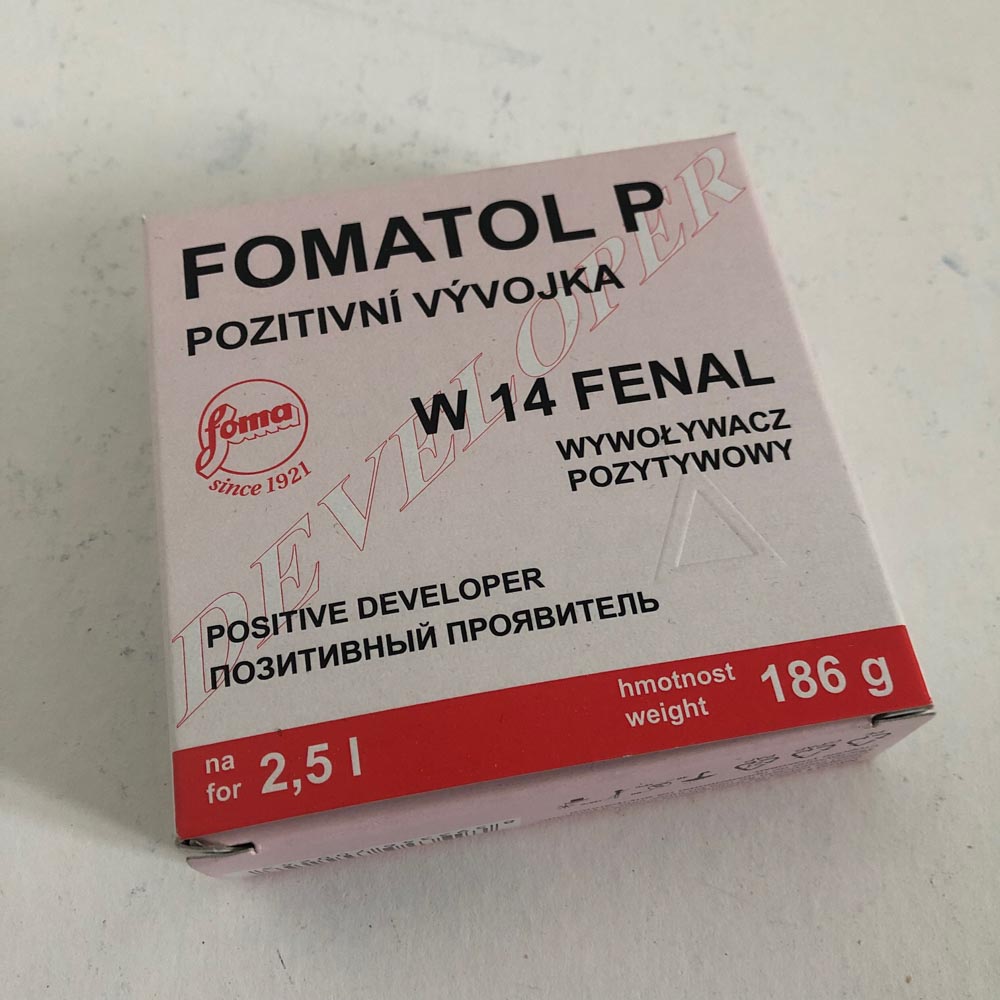 FOMATOL P
POZITIVNÍ VÝVOJKA
DEVELOPER
foma
since 1921
W 14 FENAL
WYWOŁYWACZ
POZYTYWOWY
POSITIVE DEVELOPER
ПОЗИТИВНЫЙ ПРОЯВИТЕЛЬ
na
for 2,5 l
hmotnost
weight 186 g